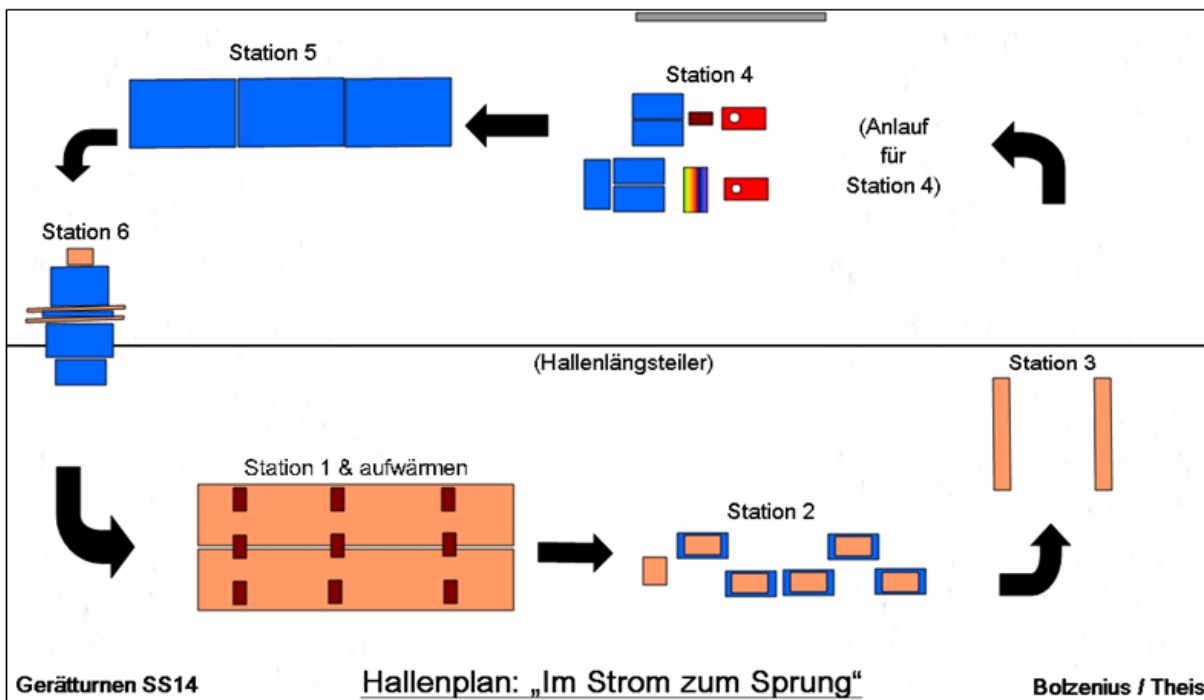 Station 5
Station 4
(Anlauf
für
Station 4)
Station 6
(Hallenlängsteiler)
Station 3
Station 1 & aufwärmen
Station 2
Gerätturnen SS14
Hallenplan: „Im Strom zum Sprung“
Bolzenius / Theis